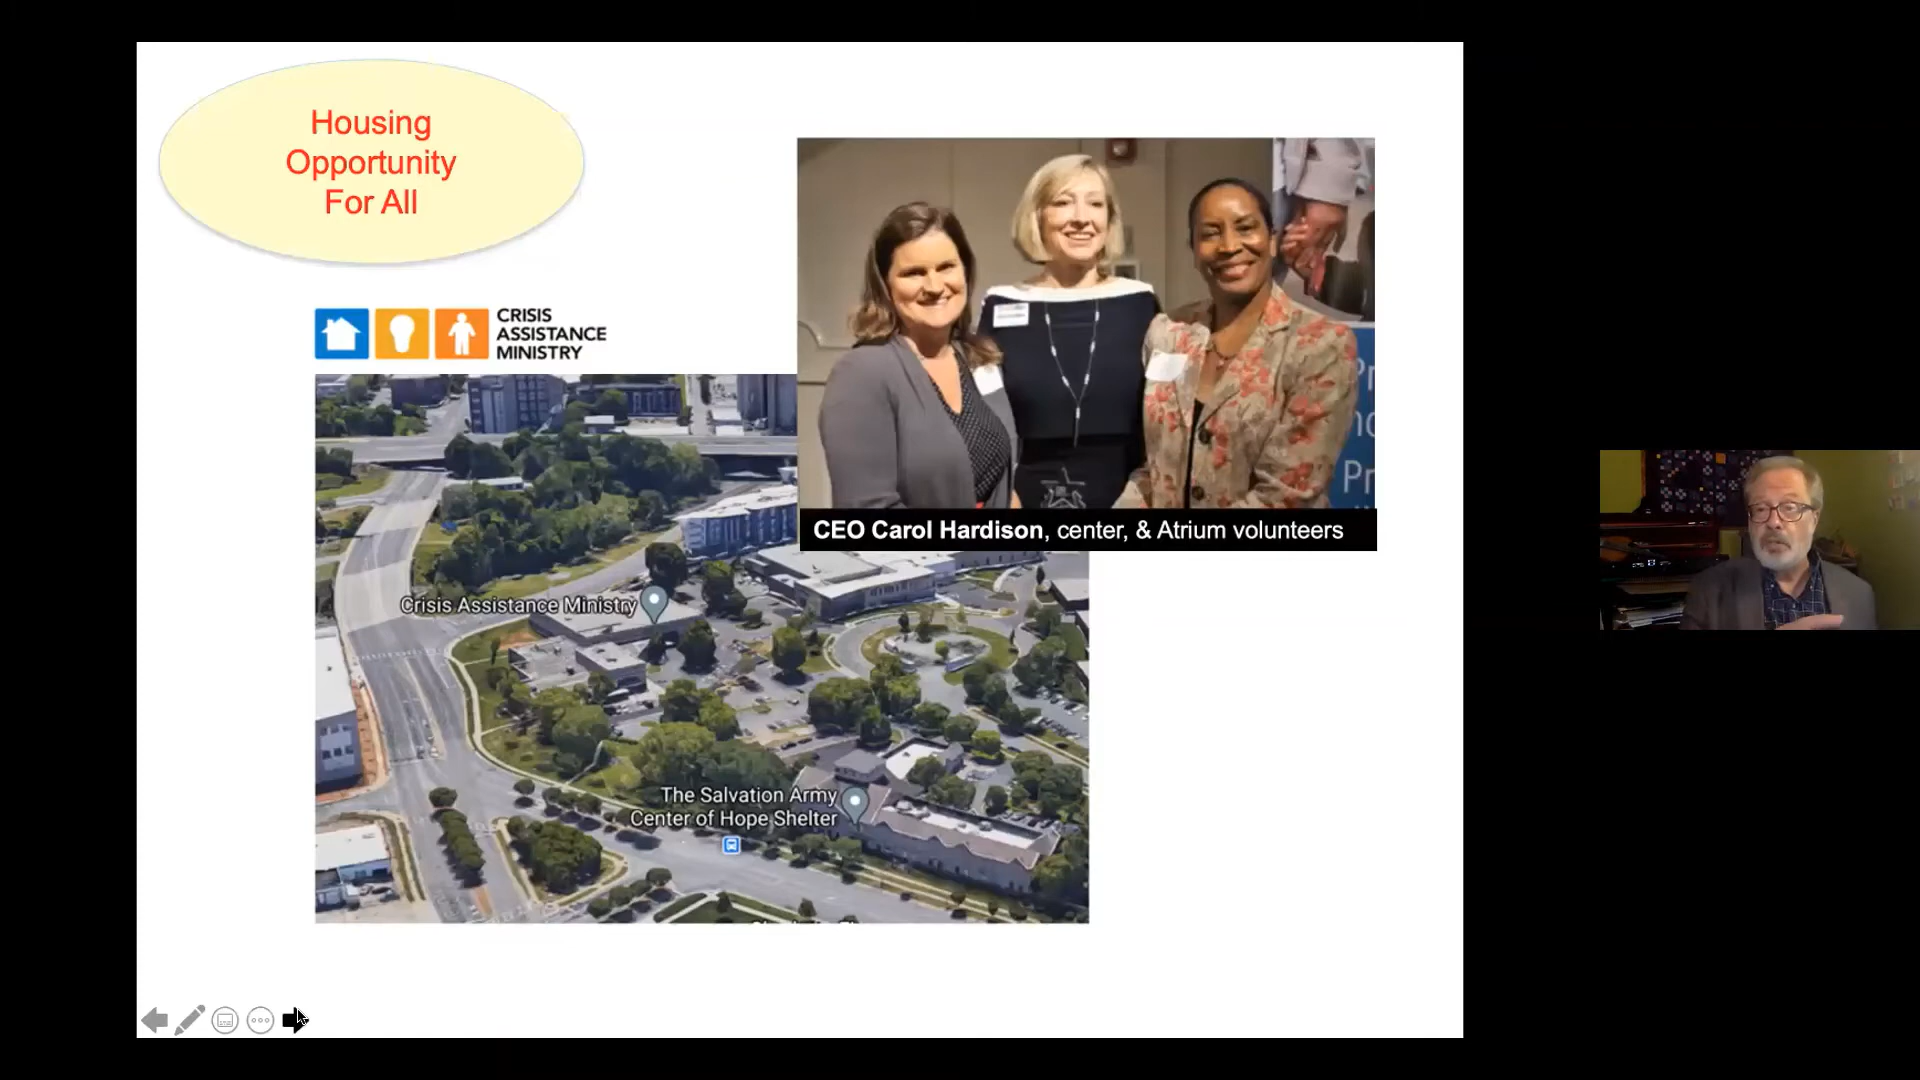 Housing
Opportunity
For All
CRISIS
ASSISTANCE
MINISTRY
CEO Carol Hardison, center, & Atrium volunteers
Crisis Assistance Ministry
The Salvation Army
Center of Hope Shelter